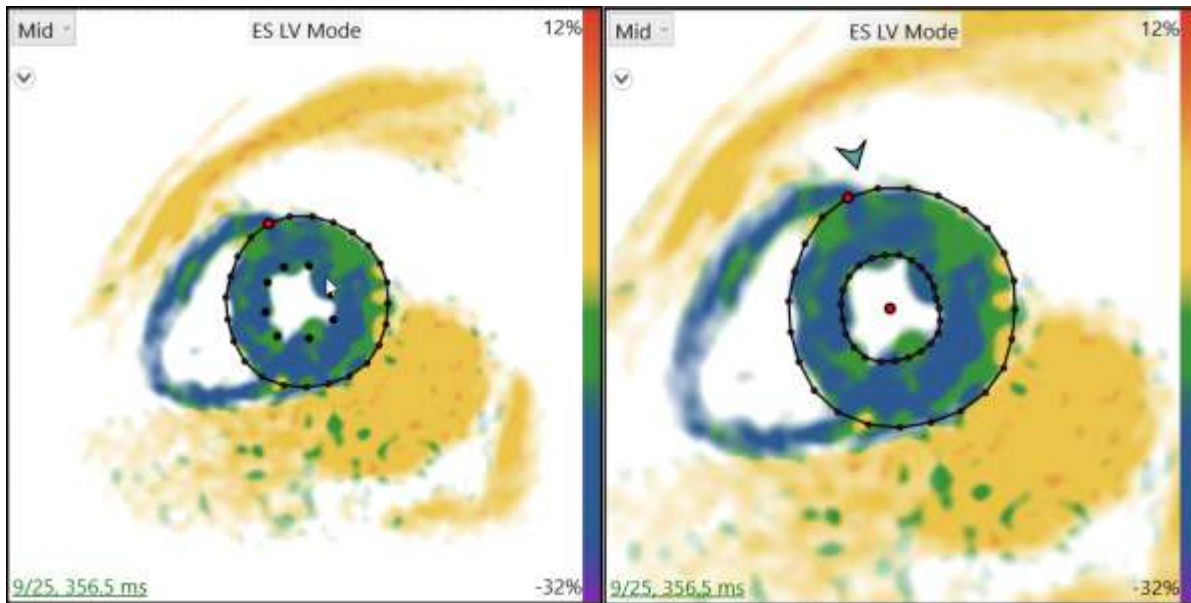 Mid
ES LV Mode
12%
9/25, 356,5 ms
-32%
Mid
ES LV Mode
12%
9/25, 356,5 ms
-32%